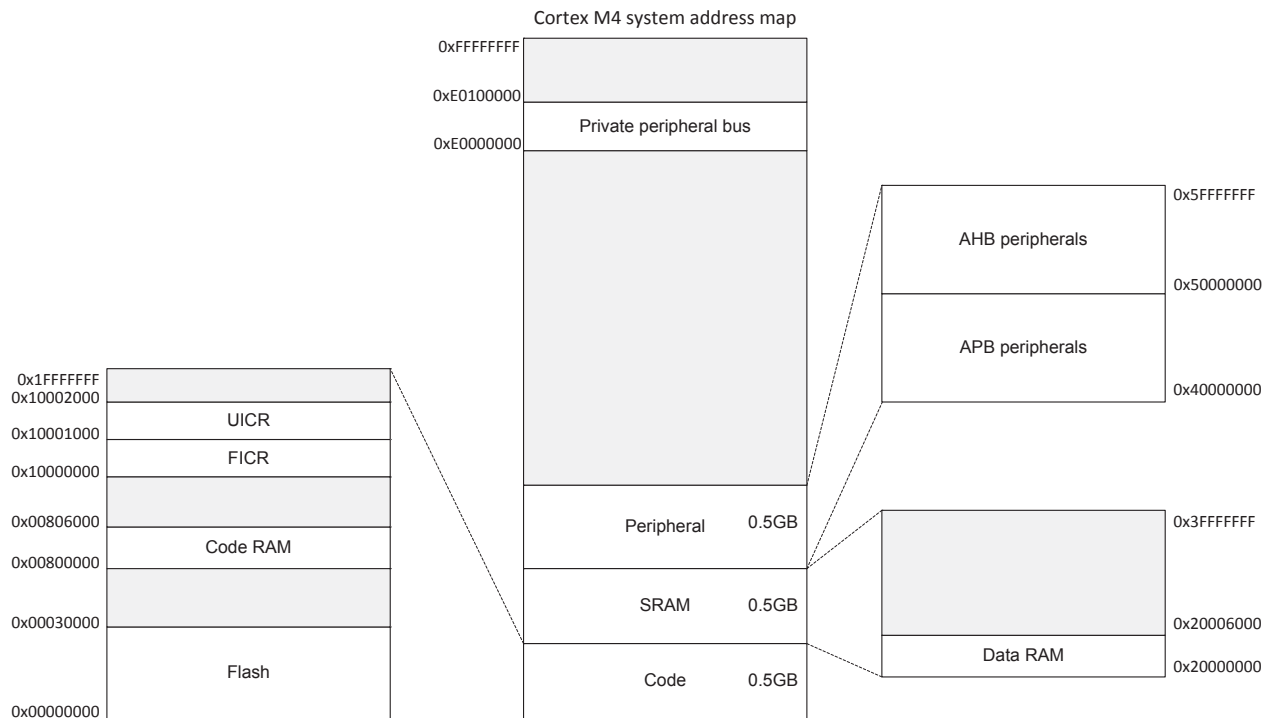 Cortex M4 system address map
0xFFFFFFFF
0xE0100000
Private peripheral bus
0xE0000000
0x5FFFFFFF
AHB peripherals
0x50000000
APB peripherals
0x40000000
0x1FFFFFFF
0x10002000
UICR
0x10001000
FICR
0x10000000
0x00806000
Code RAM
0x00800000
0x00030000
Flash
0x00000000
Peripheral 0.5GB
SRAM 0.5GB
Code 0.5GB
0x3FFFFFFF
0x20006000
Data RAM
0x20000000